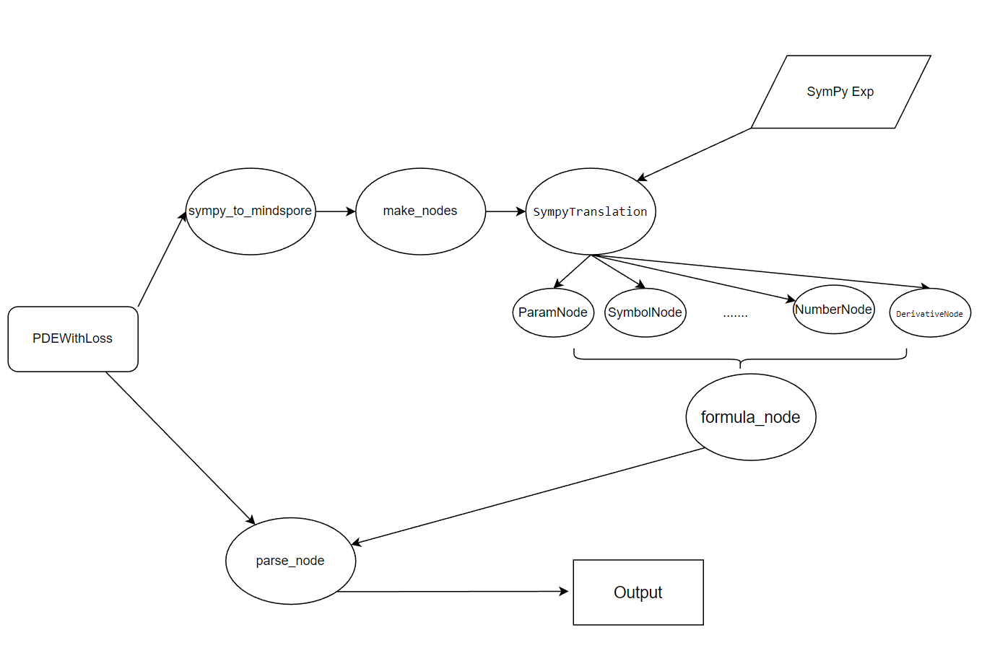 SymPy Exp
sympy_to_mindspore
make_nodes
SympyTranslation
ParamNode
SymbolNode
.......
NumberNode
DerivativeNode
PDEWithLoss
formula_node
parse_node
Output